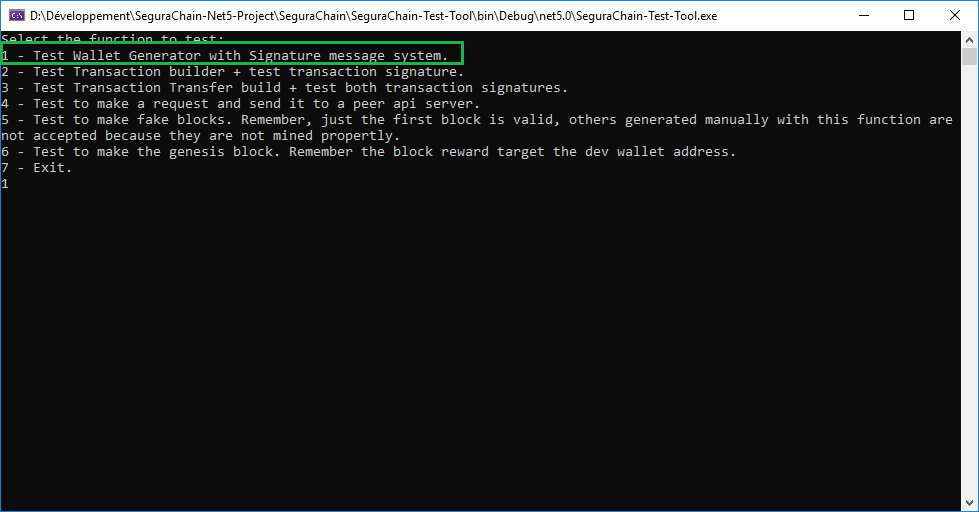 D:\Développement\SeguraChain-Net5-Project\SeguraChain\SeguraChain-Test-Tool\bin\Debug\net5.0\SeguraChain-Test-Tool.exe
Select the function to test:
1 - Test Wallet Generator with Signature message system.
2 - Test Transaction builder + test transaction signature.
3 - Test Transaction Transfer build + test both transaction signatures.
4 - Test to make a request and send it to a peer api server.
5 - Test to make fake blocks. Remember, just the first block is valid, others generated manually with this function are
not accepted because they are not mined propertly.
6 - Test to make the genesis block. Remember the block reward target the dev wallet address.
7 - Exit.
1